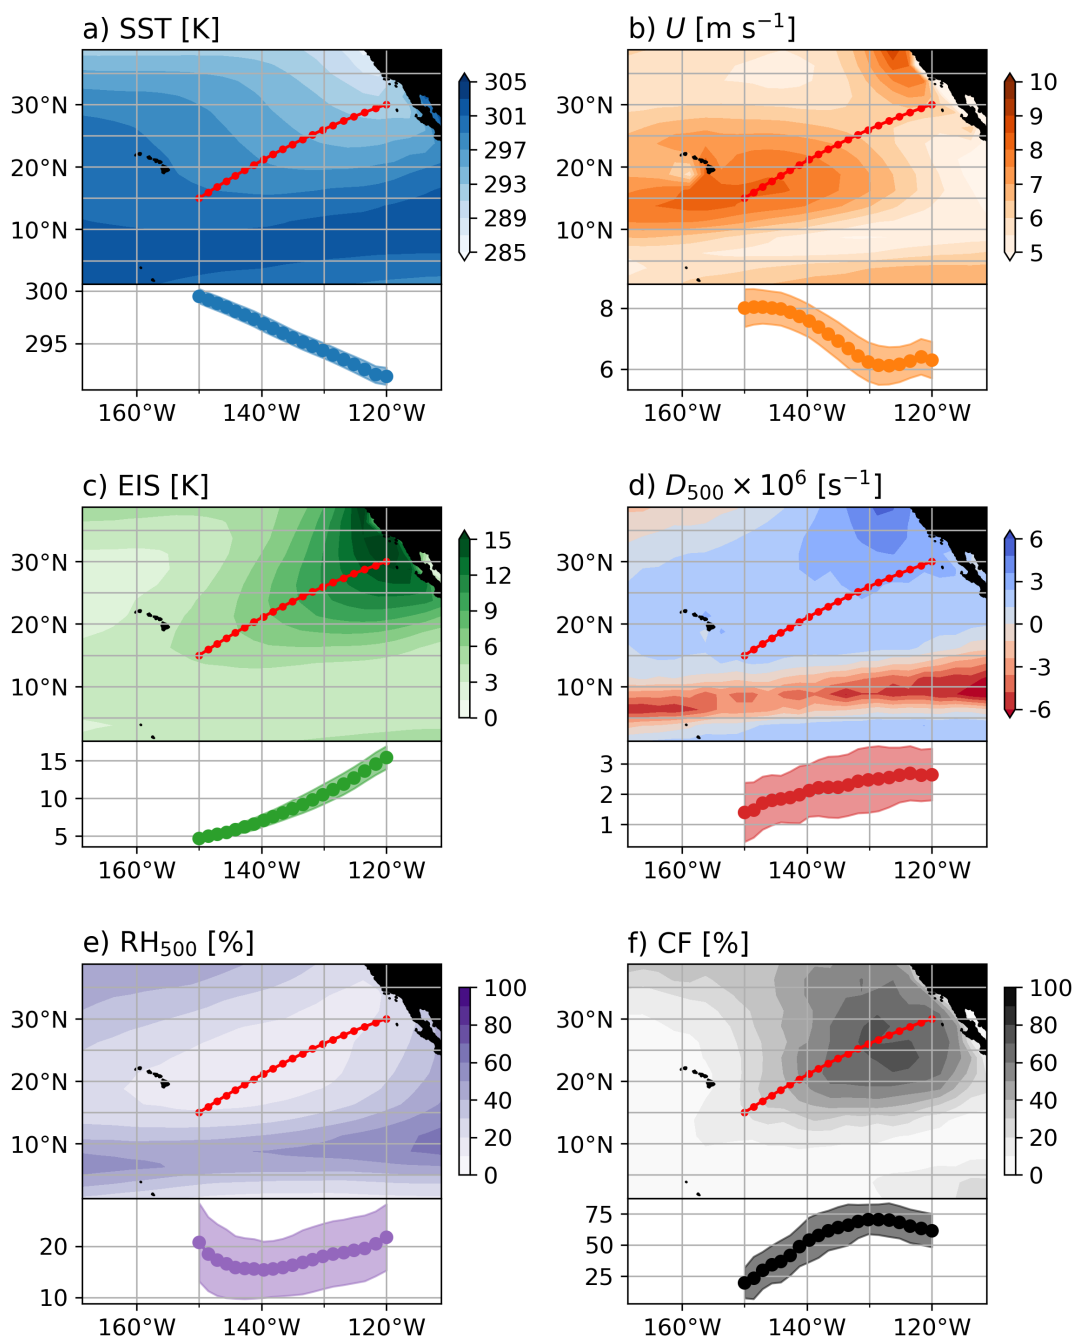 a) SST [K]
30°N
20°N
10°N
305
301
297
293
289
285
300
295
160°W 140°W 120°W
b) U [m s⁻¹]
30°N
20°N
10°N
10
9
8
7
6
5
8
6
160°W 140°W 120°W
c) EIS [K]
30°N
20°N
10°N
15
12
9
6
3
0
15
10
5
160°W 140°W 120°W
d) D₅₀₀ × 10⁶ [s⁻¹]
30°N
20°N
10°N
6
3
0
-3
-6
3
2
1
160°W 140°W 120°W
e) RH₅₀₀ [%]
30°N
20°N
10°N
100
80
60
40
20
0
20
10
160°W 140°W 120°W
f) CF [%]
30°N
20°N
10°N
100
80
60
40
20
0
75
50
25
160°W 140°W 120°W